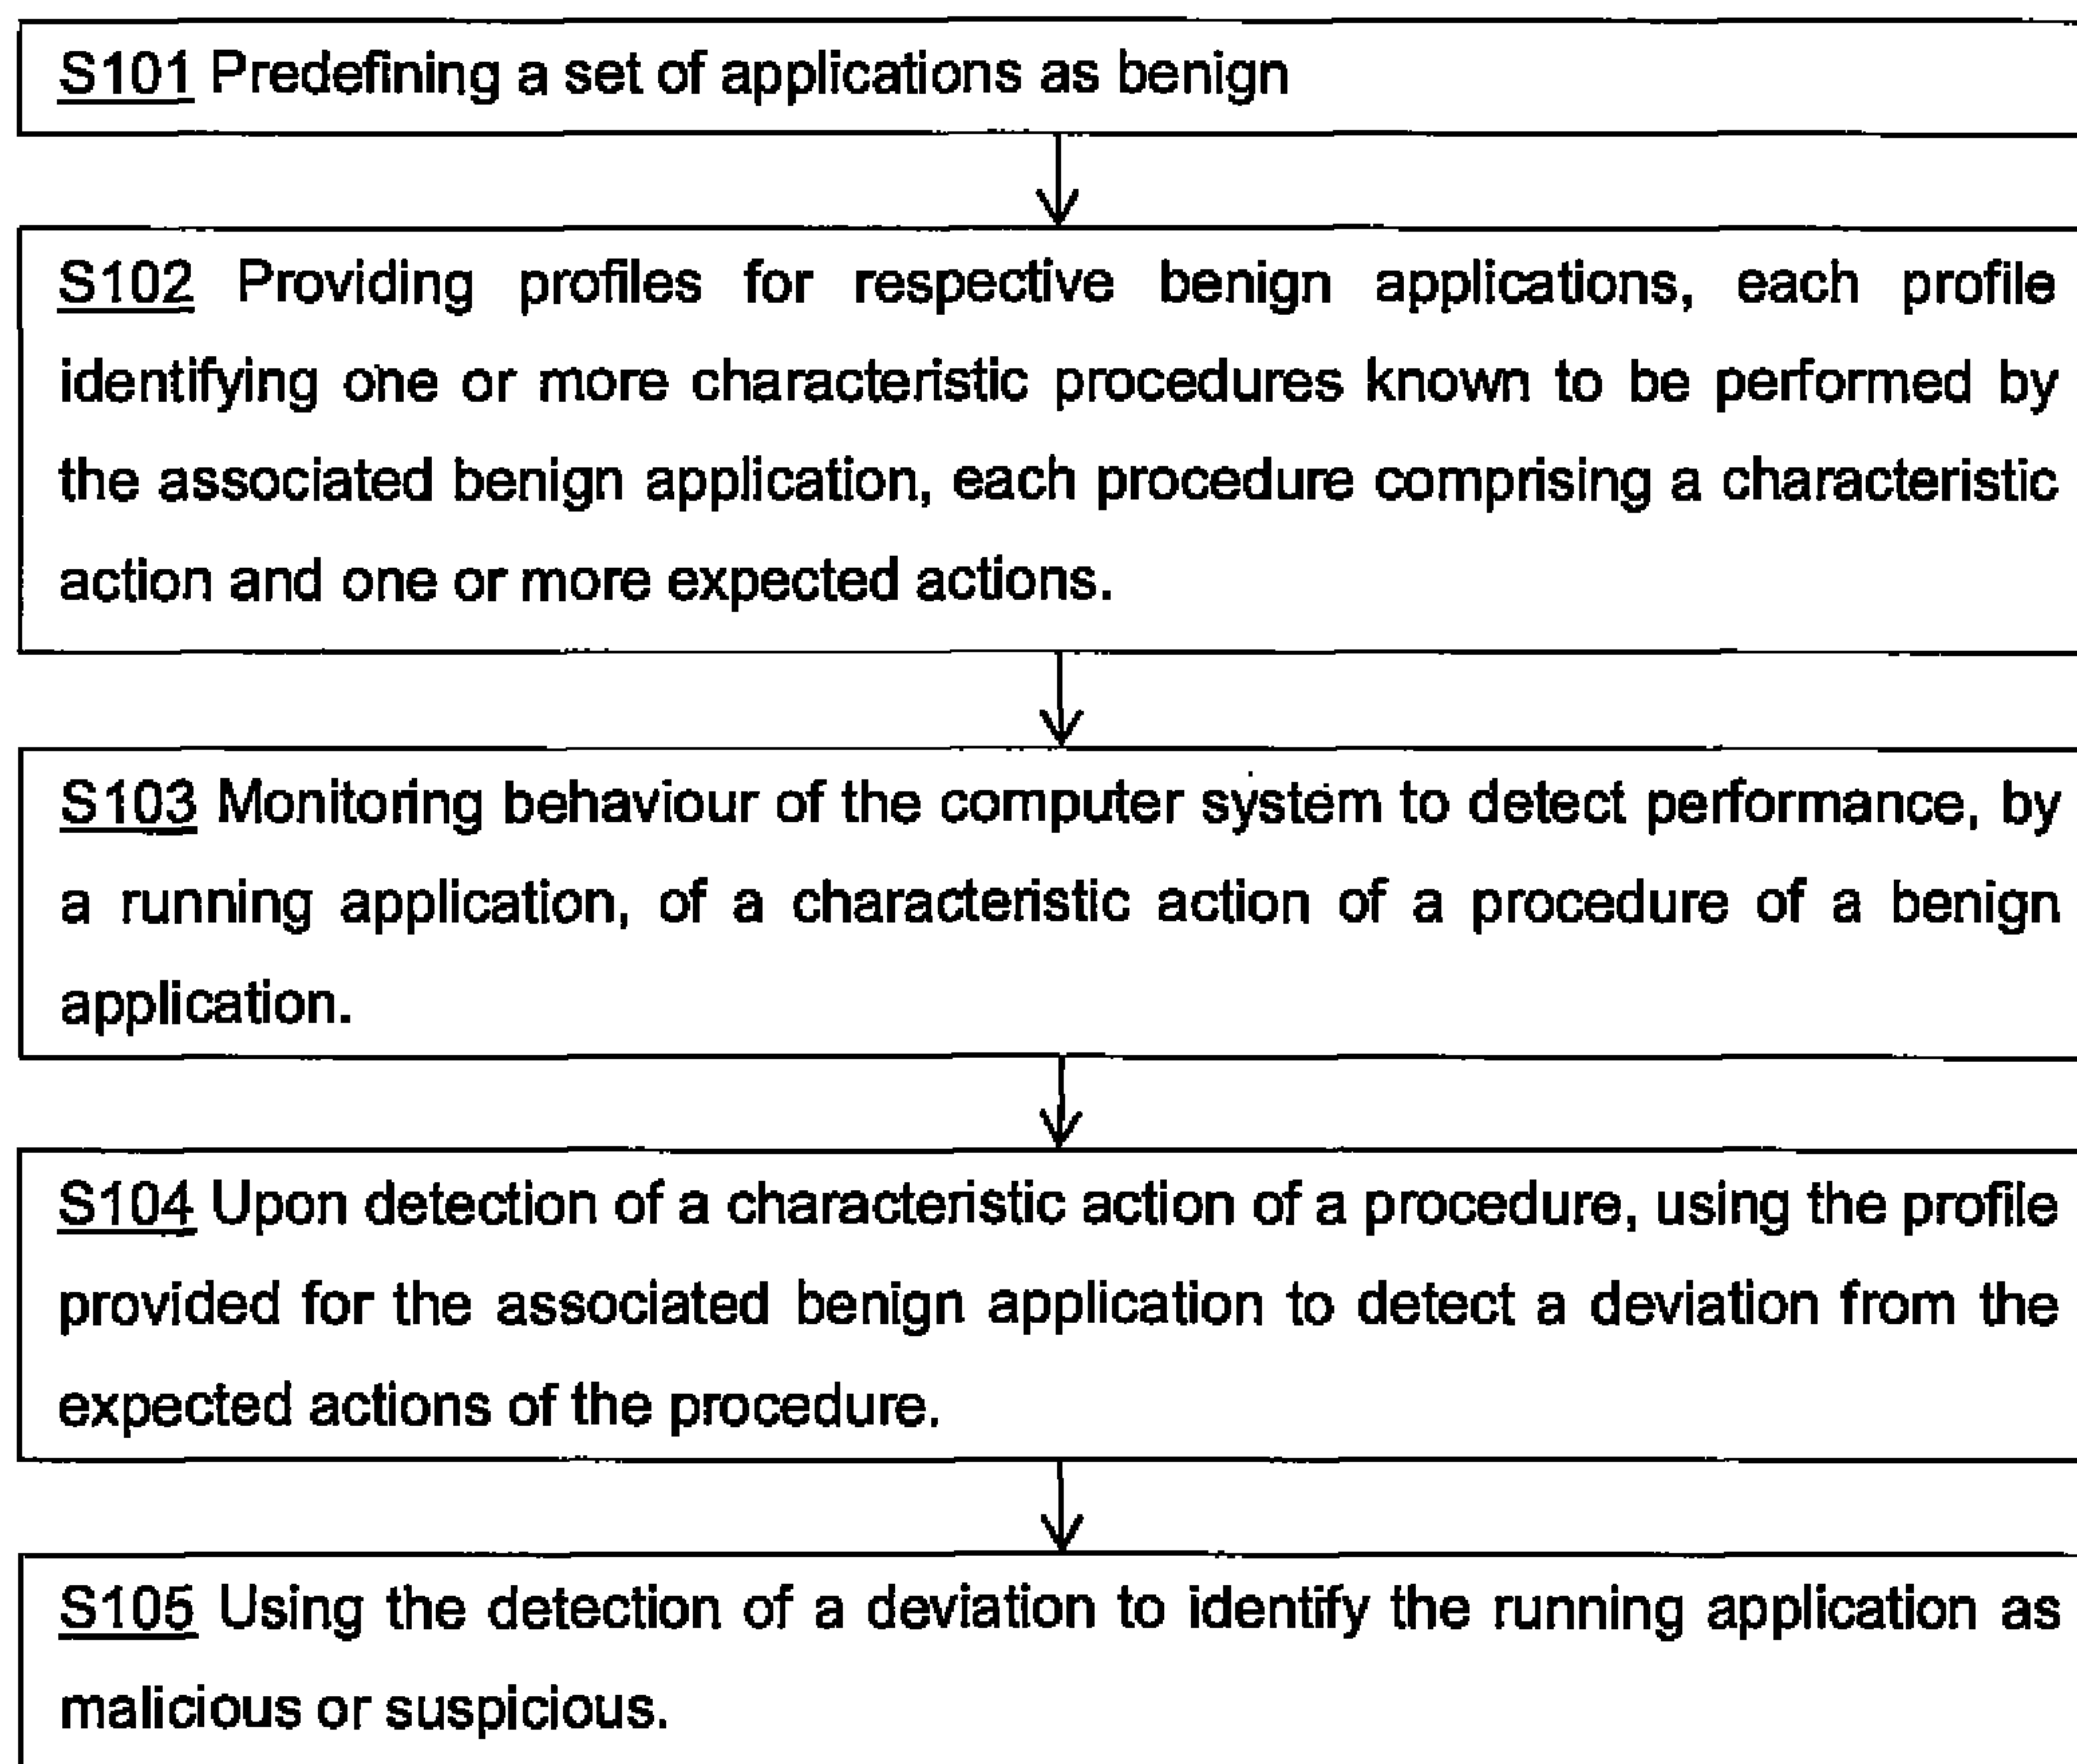 S101 Predefining a set of applications as benign
S102 Providing profiles for respective benign applications, each profile
identifying one or more characteristic procedures known to be performed by
the associated benign application, each procedure comprising a characteristic
action and one or more expected actions.
S103 Monitoring behaviour of the computer system to detect performance, by
a running application, of a characteristic action of a procedure of a benign
application.
S104 Upon detection of a characteristic action of a procedure, using the profile
provided for the associated benign application to detect a deviation from the
expected actions of the procedure.
S105 Using the detection of a deviation to identify the running application as
malicious or suspicious.